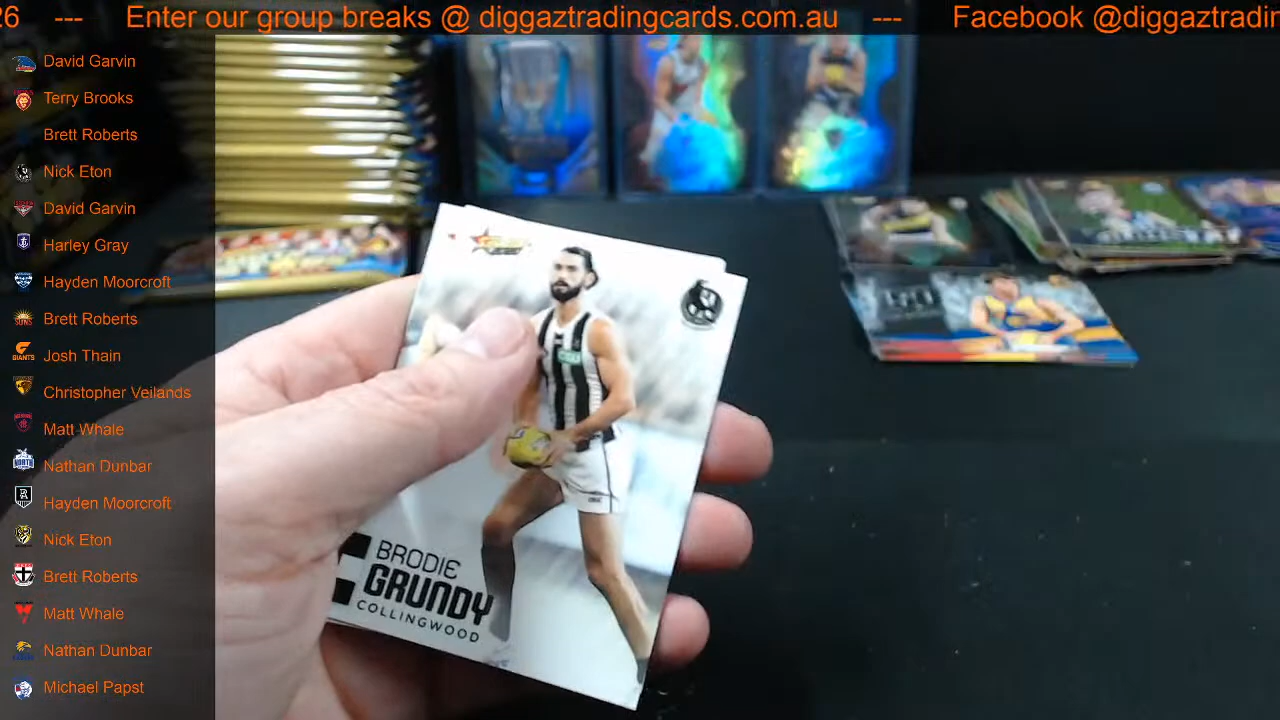 26 --- Enter our group breaks @ diggaztradingcards.com.au --- Facebook @diggaztradin
David Garvin
Terry Brooks
Brett Roberts
Nick Eton
David Garvin
Harley Gray
Hayden Moorcroft
Brett Roberts
Josh Thain
Christopher Veilands
Matt Whale
Nathan Dunbar
Hayden Moorcroft
Nick Eton
Brett Roberts
Matt Whale
Nathan Dunbar
Michael Papst
BRODIE
GRUNDY
COLLINGWOOD